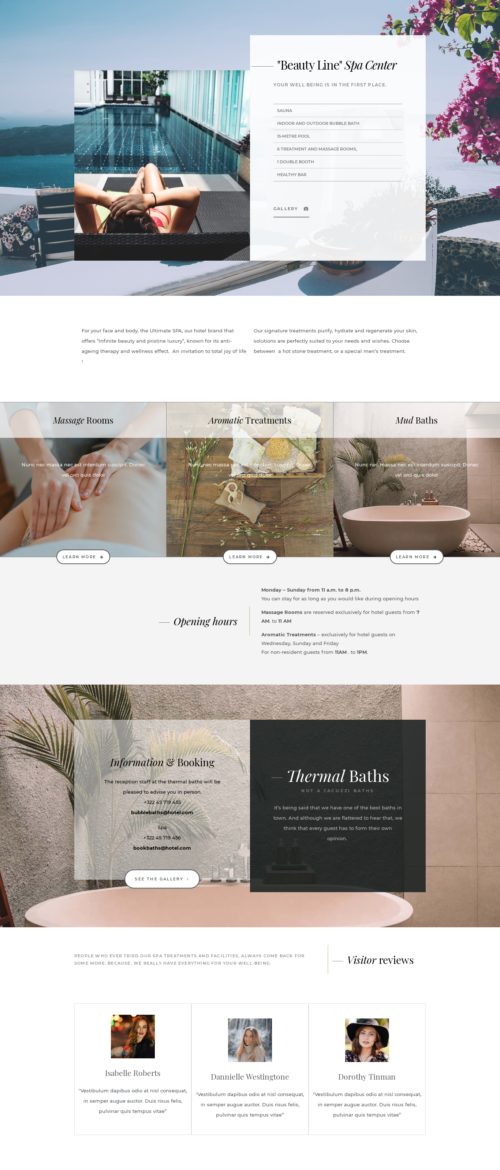 "Beauty Line" Spa Center
YOUR WELL-BEING IS IN THE FIRST PLACE.
SAUNA
INDOOR AND OUTDOOR BUBBLE BATH
15-METRE POOL
6 TREATMENT AND MASSAGE ROOMS,
1 DOUBLE BOOTH
HEALTHY BAR
GALLERY
For your face and body, the Ultimate SPA, our hotel brand that
offers "infinite beauty and pristine luxury", known for its anti-
ageing therapy and wellness effect. An invitation to total joy of life
!
Our signature treatments purify, hydrate and regenerate your skin,
solutions are perfectly suited to your needs and wishes. Choose
between a hot stone treatment, or a special men's treatment.
Massage Rooms
Nunc nec massa nec est interdum suscipit. Donec
vel orci quis dolor
LEARN MORE
Aromatic Treatments
Nunc nec massa nec est interdum suscipit. Donec
vel orci quis dolor
LEARN MORE
Mud Baths
Nunc nec massa nec est interdum suscipit. Donec
vel orci quis dolor
LEARN MORE
Opening hours
Monday – Sunday from 11 a.m. to 8 p.m.
You can stay for as long as you would like during opening hours
Massage Rooms are reserved exclusively for hotel guests from 7
AM. to 11 AM
Aromatic Treatments – exclusively for hotel guests on
Wednesday, Sunday and Friday
For non-resident guests from 11AM . to 1PM.
Information & Booking
The reception staff at the thermal baths will be
pleased to advise you in person.
+322 45 719 455
bubblebaths@hotel.com
Spa
+322 45 719 456
bookbaths@hotel.com
SEE THE GALLERY ›
Thermal Baths
NOT A JACUZZI BATHS
It's being said that we have one of the best baths in
town. And although we are flattered to hear that, we
think that every guest has to form their own
opinion.
PEOPLE WHO EVER TRIED OUR SPA TREATMENTS AND FACILITIES, ALWAYS COME BACK FOR
SOME MORE. BECAUSE, WE REALLY HAVE EVERYTHING FOR YOUR WELL-BEING.
Visitor reviews
Isabelle Roberts
"Vestibulum dapibus odio at nisl consequat,
in semper augue auctor. Duis risus felis,
pulvinar quis tempus vitae"
Dannielle Westingtone
"Vestibulum dapibus odio at nisl consequat,
in semper augue auctor. Duis risus felis,
pulvinar quis tempus vitae"
Dorothy Tinman
"Vestibulum dapibus odio at nisl consequat,
in semper augue auctor. Duis risus felis,
pulvinar quis tempus vitae"